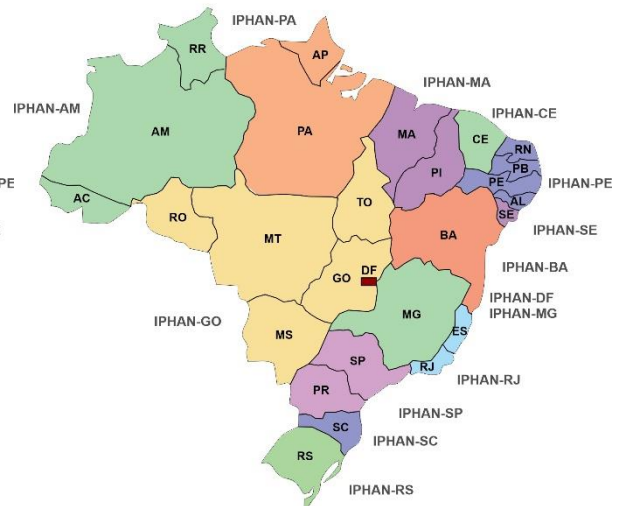 IPHAN-PA
RR
AP
IPHAN-MA
IPHAN-AM
IPHAN-CE
AM
PA
MA
CE
RN
PB
PI
PE
AL
PE
IPHAN-PE
AC
RO
TO
SE
IPHAN-SE
MT
BA
IPHAN-BA
GO
DF
IPHAN-DF
IPHAN-MG
IPHAN-GO
MG
ES
MS
SP
RJ
IPHAN-RJ
PR
IPHAN-SP
SC
IPHAN-SC
RS
IPHAN-RS